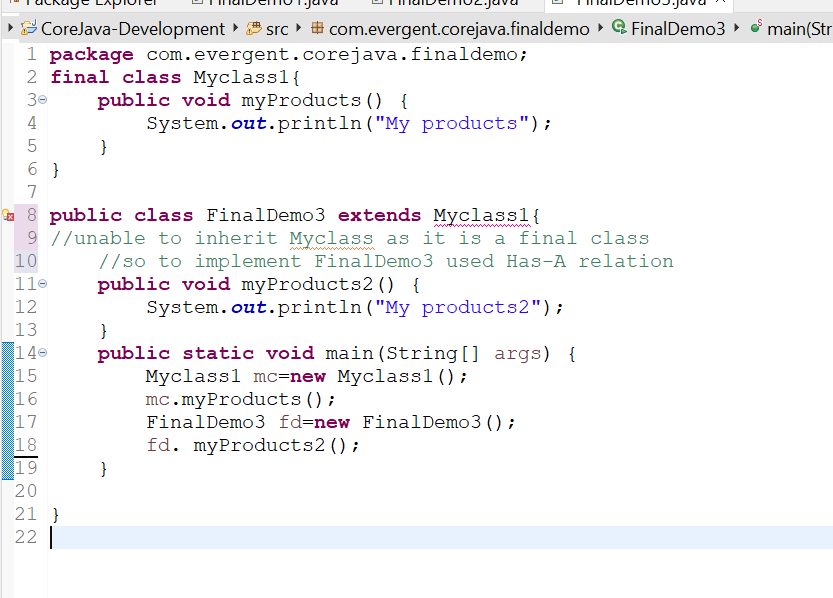 Package Explorer FinalDemo1.java FinalDemo2.java FinalDemo3.java
CoreJava-Development src com.evergent.corejava.finaldemo FinalDemo3 main(Str
1 package com.evergent.corejava.finaldemo;
2 final class Myclass1{
3 public void myProducts() {
4 System.out.println("My products");
5 }
6 }
7
8 public class FinalDemo3 extends Myclass1{
9 //unable to inherit Myclass as it is a final class
10 //so to implement FinalDemo3 used Has-A relation
11 public void myProducts2() {
12 System.out.println("My products2");
13 }
14 public static void main(String[] args) {
15 Myclass1 mc=new Myclass1();
16 mc.myProducts();
17 FinalDemo3 fd=new FinalDemo3();
18 fd. myProducts2();
19 }
20
21 }
22